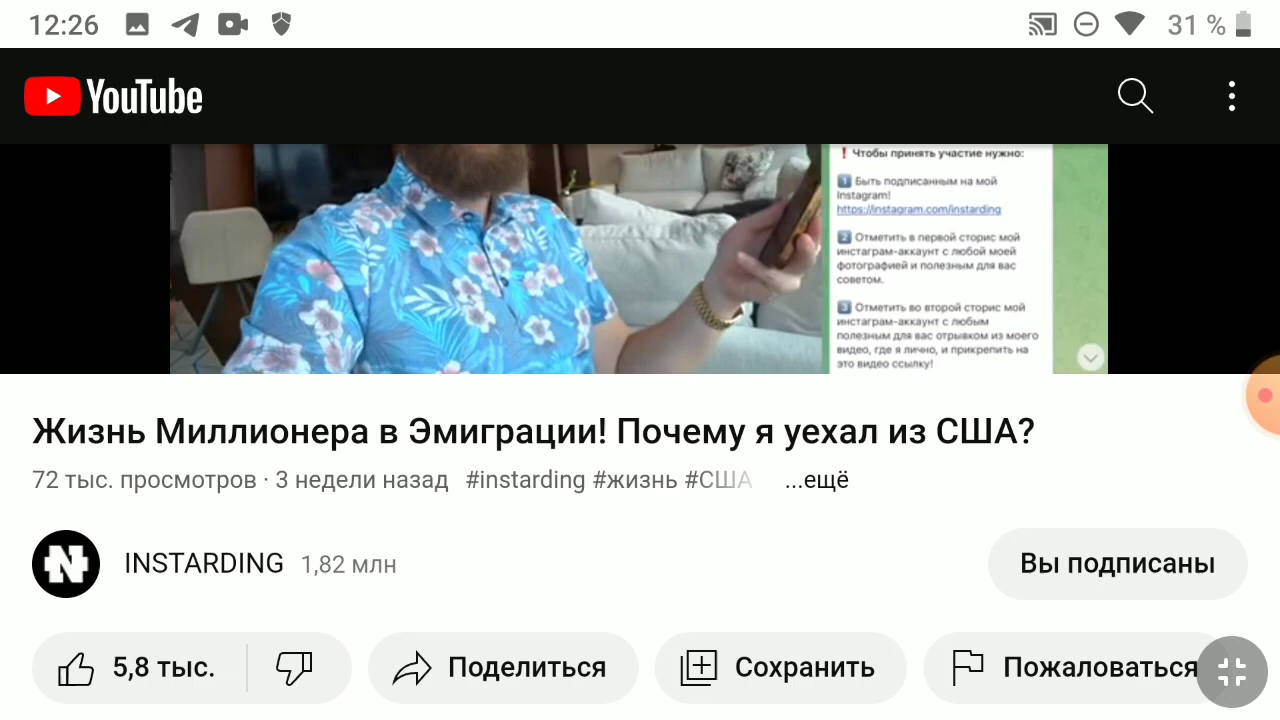 12:26
31 %
YouTube
❗ Чтобы принять участие нужно:
1️⃣ Быть подписанным на мой
Instagram!
https://instagram.com/instarding
2️⃣ Отметить в первой сторис мой
инстаграм-аккаунт с любой моей
фотографией и полезным для вас
советом.
3️⃣ Отметить во второй сторис мой
инстаграм-аккаунт с любым
полезным для вас отрывком из моего
видео, где я лично, и прикрепить на
это видео ссылку!
Жизнь Миллионера в Эмиграции! Почему я уехал из США?
72 тыс. просмотров · 3 недели назад #instarding #жизнь #США ...ещё
INSTARDING 1,82 млн
Вы подписаны
5,8 тыс.
Поделиться
Сохранить
Пожаловаться